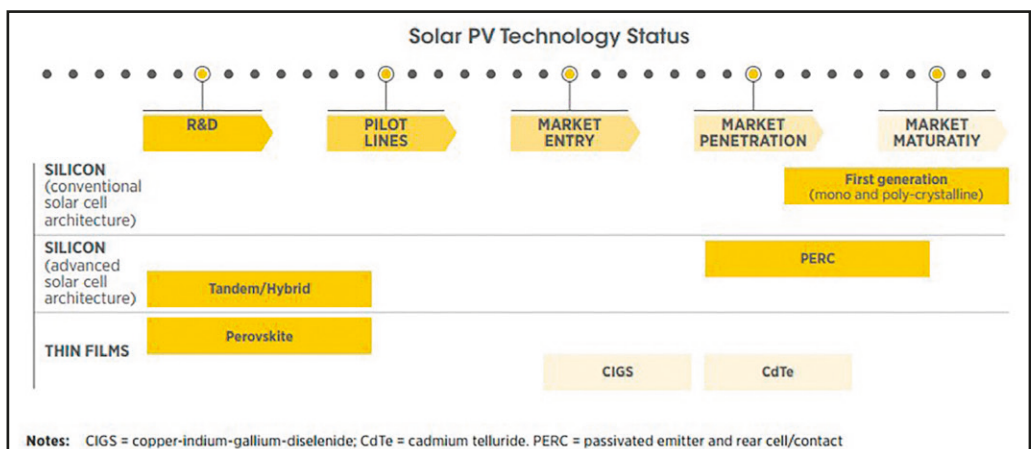 Solar PV Technology Status
R&D
PILOT
LINES
MARKET
ENTRY
MARKET
PENETRATION
MARKET
MATURATIY
SILICON
(conventional
solar cell
architecture)
First generation
(mono and poly-crystalline)
SILICON
(advanced
solar cell
architecture)
PERC
Tandem/Hybrid
THIN FILMS
Perovskite
CIGS
CdTe
Notes: CIGS = copper-indium-gallium-diselenide; CdTe = cadmium telluride. PERC = passivated emitter and rear cell/contact